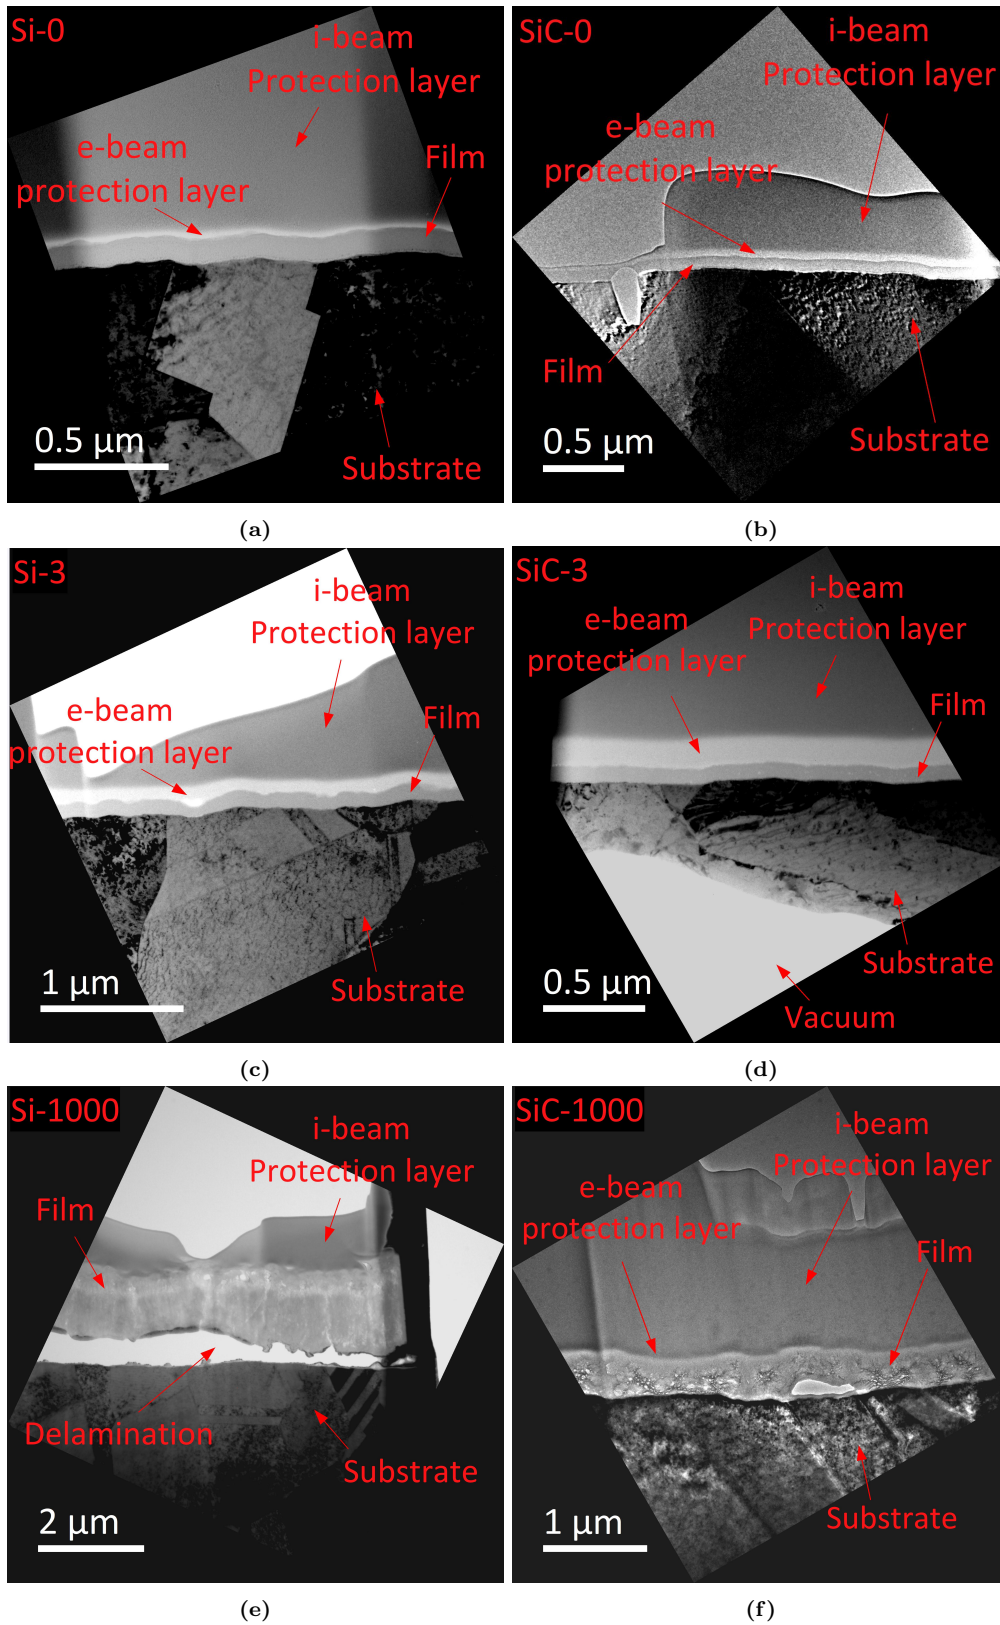 Si-0
i-beam
Protection layer
e-beam
protection layer
Film
Substrate
0.5 μm
(a)
SiC-0
i-beam
Protection layer
e-beam
protection layer
Film
Substrate
0.5 μm
(b)
Si-3
i-beam
Protection layer
e-beam
protection layer
Film
Substrate
1 μm
(c)
SiC-3
i-beam
Protection layer
e-beam
protection layer
Film
Substrate
Vacuum
0.5 μm
(d)
Si-1000
i-beam
Protection layer
Film
Delamination
Substrate
2 μm
(e)
SiC-1000
i-beam
Protection layer
e-beam
protection layer
Film
Substrate
1 μm
(f)